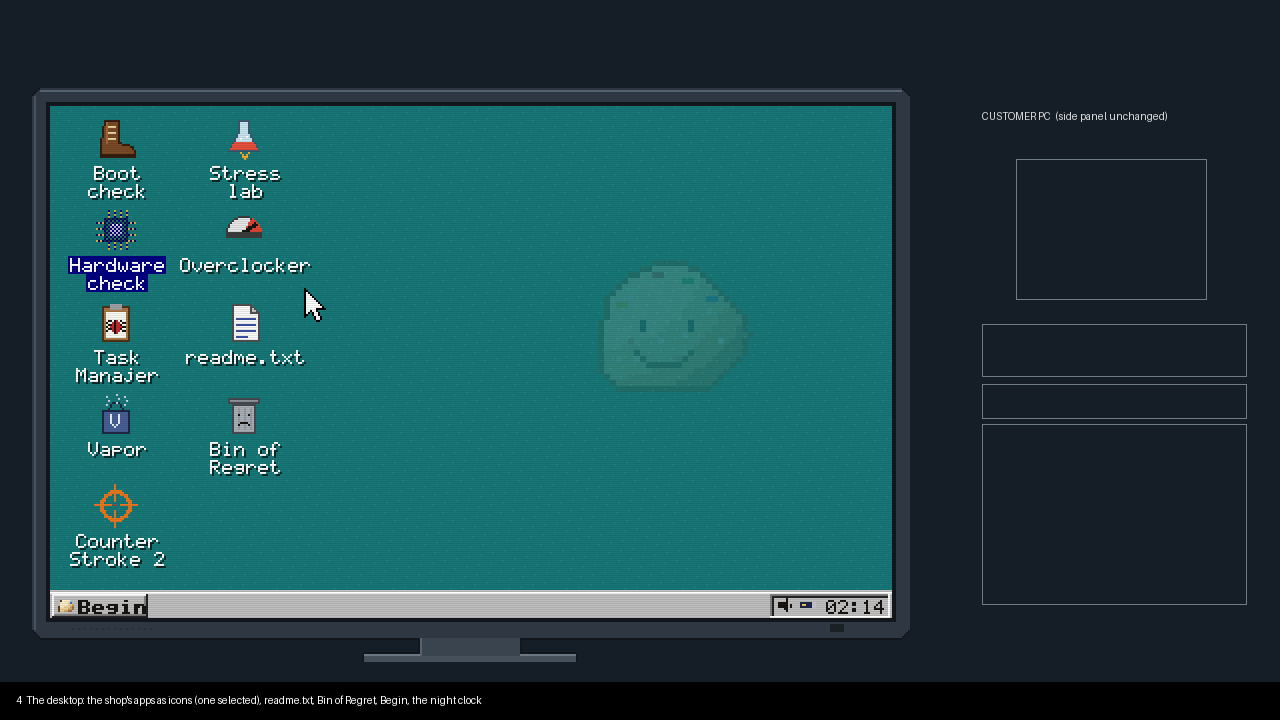 CUSTOMER PC (side panel unchanged)
Boot
check
Stress
lab
Hardware
check
Overclocker
Task
Manajer
readme.txt
V
Vapor
Bin of
Regret
Counter
Stroke 2
Begin
02:14
4 The desktop: the shop's apps as icons (one selected), readme.txt, Bin of Regret, Begin, the night clock